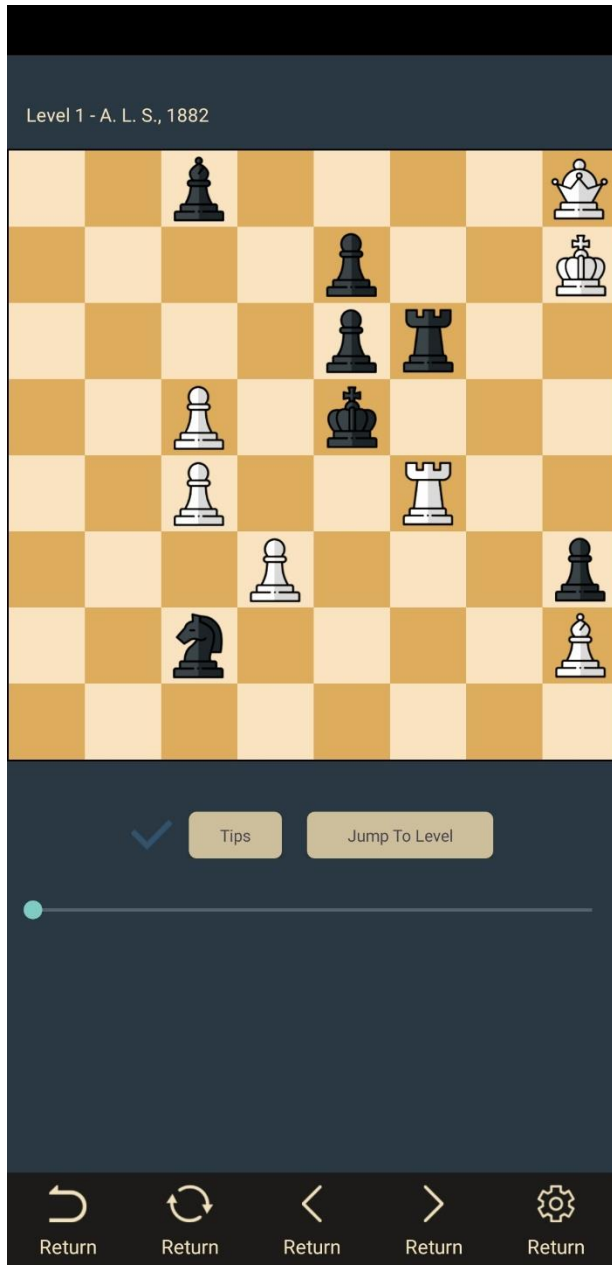 Level 1 - A. L. S., 1882
Tips
Jump To Level
Return
Return
Return
Return
Return